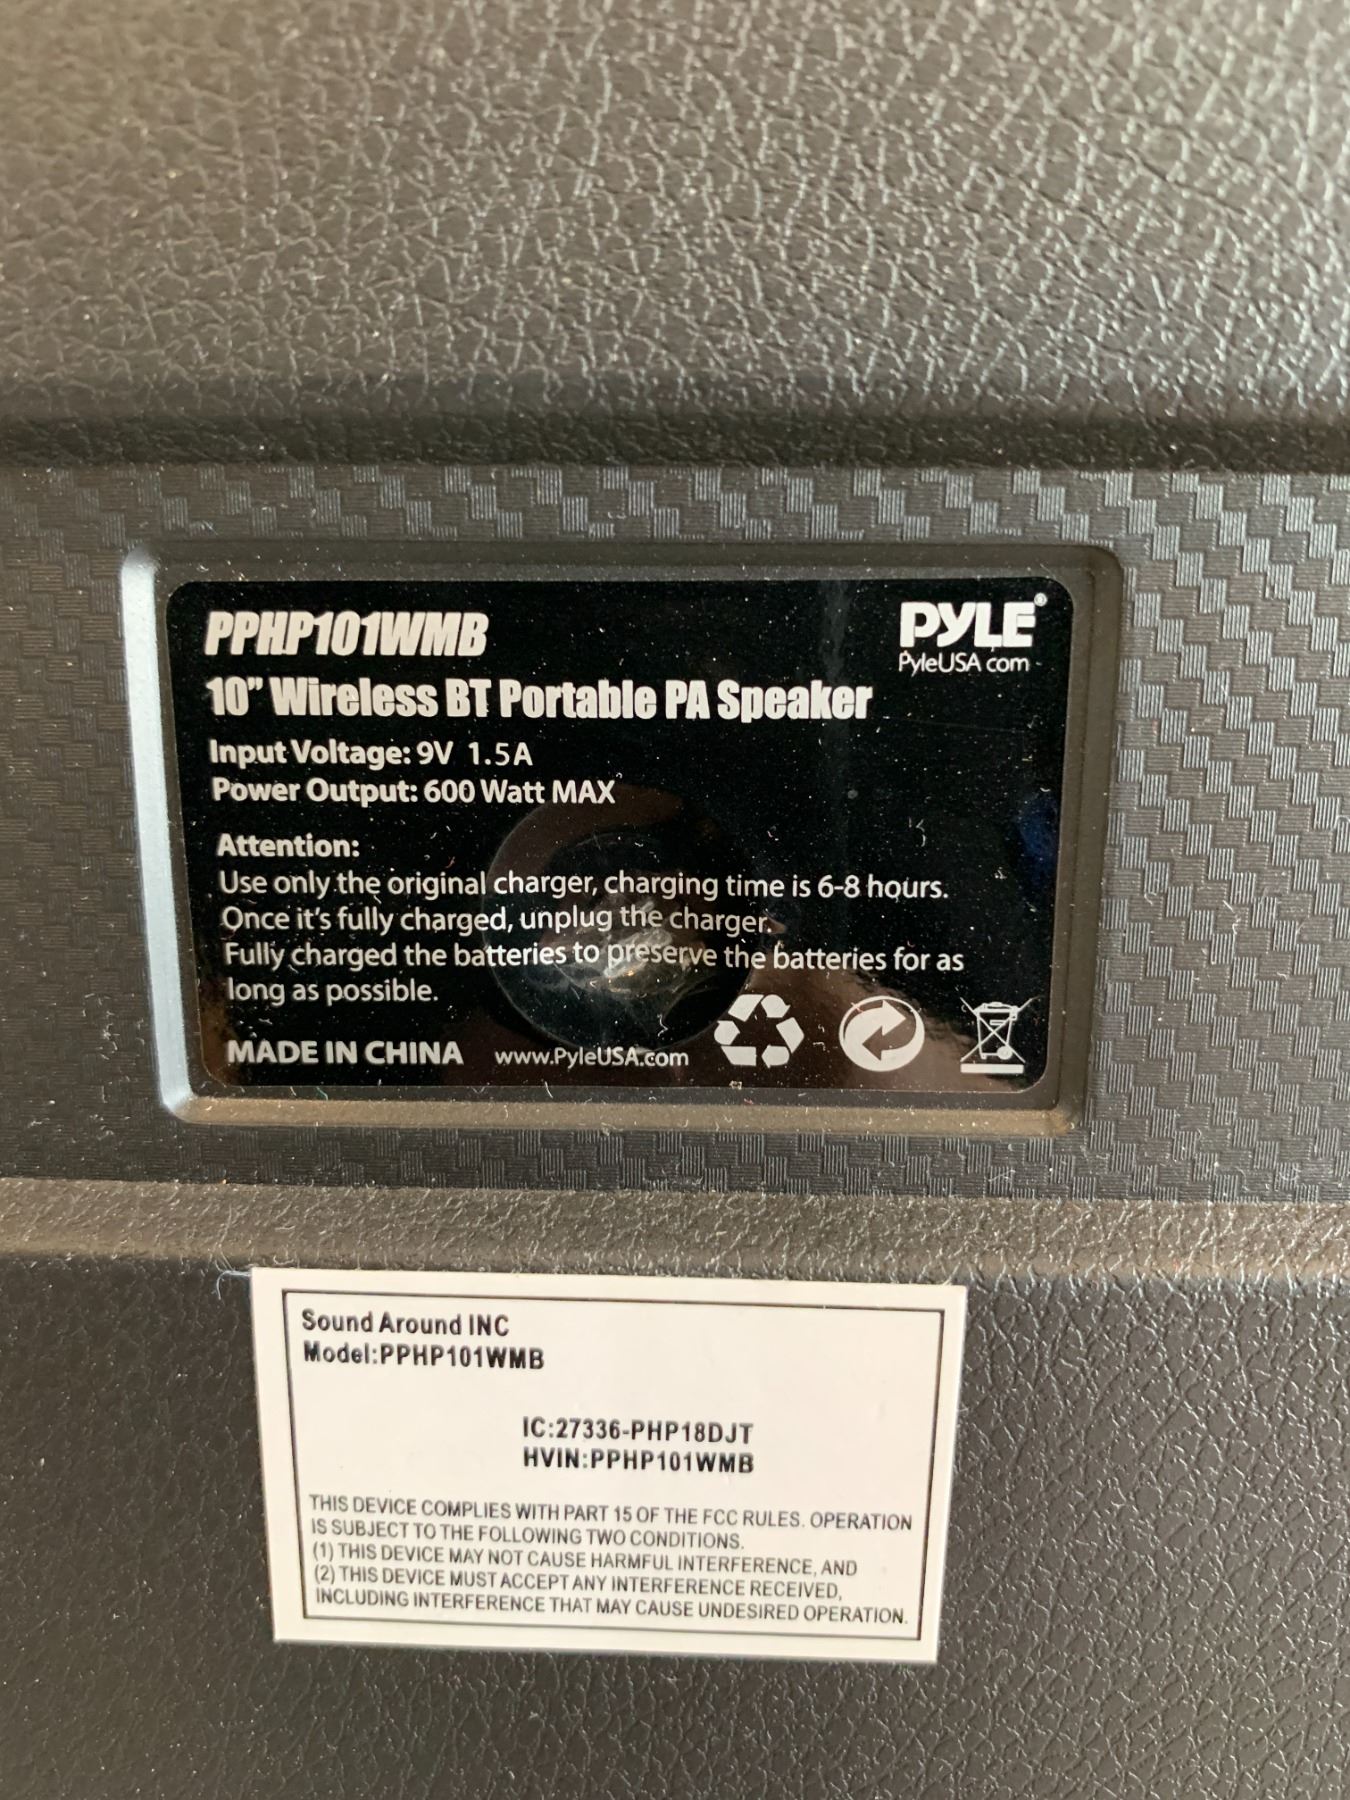 PPHP101WMB
PYLE®
PyleUSA.com
10" Wireless BT Portable PA Speaker
Input Voltage: 9V 1.5A
Power Output: 600 Watt MAX
Attention:
Use only the original charger, charging time is 6-8 hours.
Once it's fully charged, unplug the charger.
Fully charged the batteries to preserve the batteries for as
long as possible.
MADE IN CHINA www.PyleUSA.com
Sound Around INC
Model:PPHP101WMB
IC:27336-PHP18DJT
HVIN:PPHP101WMB
THIS DEVICE COMPLIES WITH PART 15 OF THE FCC RULES. OPERATION
IS SUBJECT TO THE FOLLOWING TWO CONDITIONS.
(1) THIS DEVICE MAY NOT CAUSE HARMFUL INTERFERENCE, AND
(2) THIS DEVICE MUST ACCEPT ANY INTERFERENCE RECEIVED,
INCLUDING INTERFERENCE THAT MAY CAUSE UNDESIRED OPERATION.